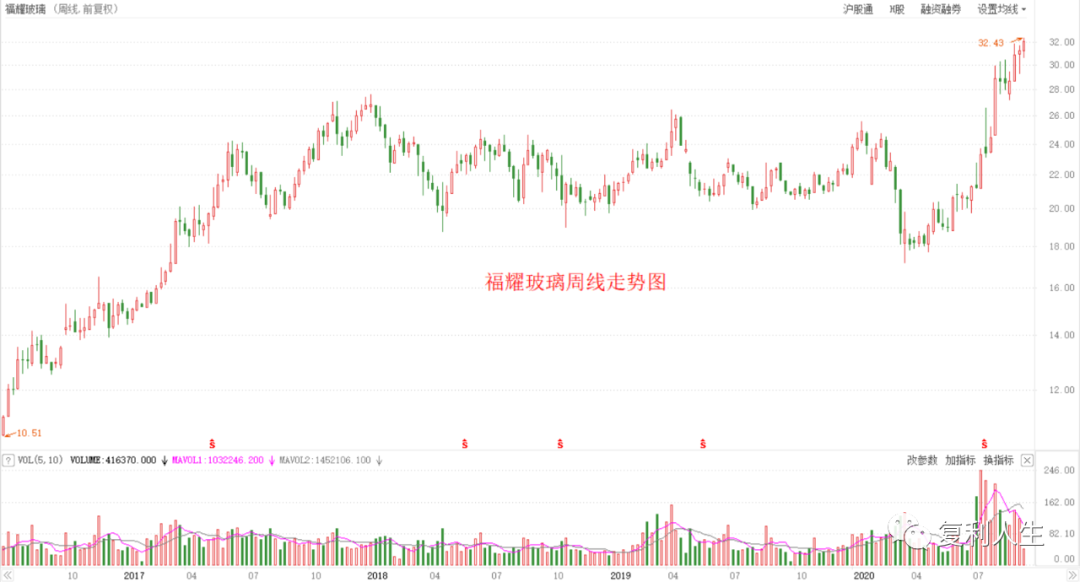 福耀玻璃（周线.前复权） 沪股通 H股 融资融券 设置均线
32.43 32.00
30.00
28.00
26.00
24.00
22.00
20.00
18.00
福耀玻璃周线走势图
16.00
14.00
12.00
10.51
S S S S S
? VOL(5,10) VOLUME:416370.000 ↓ MAVOL1:1032246.200 ↓ MAVOL2:1452106.100 ↓ 改参数 加指标 换指标 X
246.00
162.00
复利人生 82.10
0.00
10 2017 04 07 10 2018 04 07 10 2019 04 07 10 2020 04 07